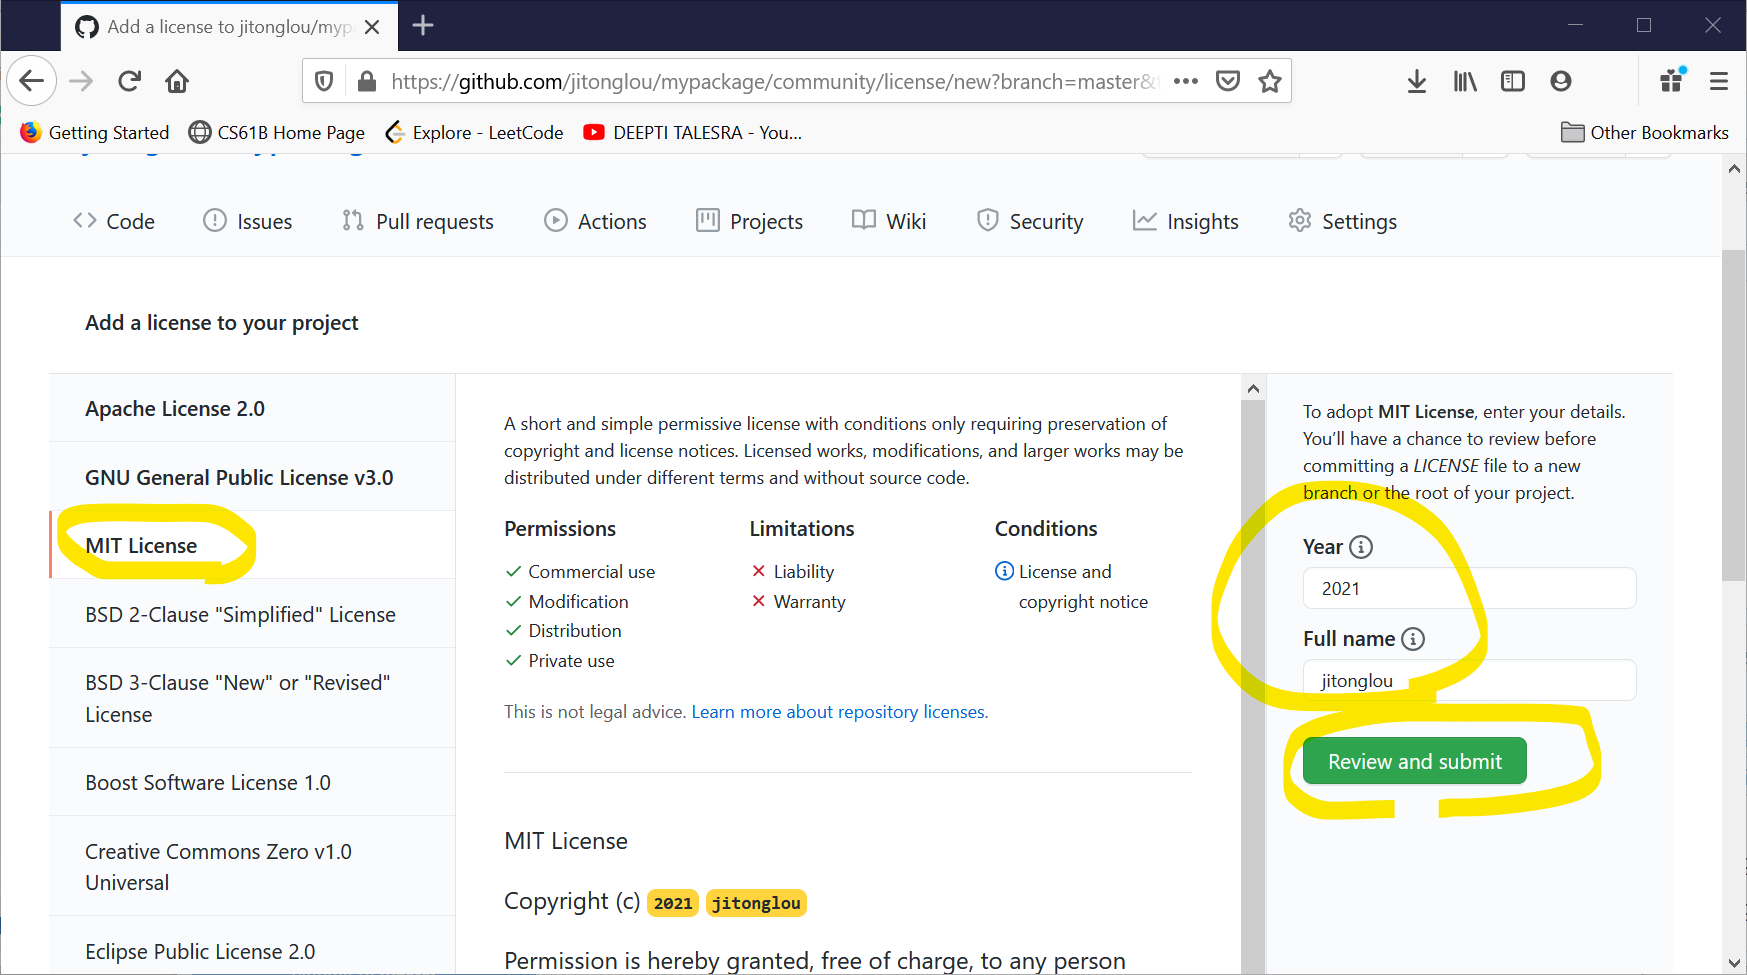 Add a license to jitonglou/myp
https://github.com/jitonglou/mypackage/community/license/new?branch=master&
Getting Started CS61B Home Page Explore - LeetCode DEEPTI TALESRA - You... Other Bookmarks
Code Issues Pull requests Actions Projects Wiki Security Insights Settings
Add a license to your project
Apache License 2.0
GNU General Public License v3.0
MIT License
BSD 2-Clause "Simplified" License
BSD 3-Clause "New" or "Revised"
License
Boost Software License 1.0
Creative Commons Zero v1.0
Universal
Eclipse Public License 2.0
A short and simple permissive license with conditions only requiring preservation of
copyright and license notices. Licensed works, modifications, and larger works may be
distributed under different terms and without source code.
Permissions
Commercial use
Modification
Distribution
Private use
Limitations
Liability
Warranty
Conditions
License and
copyright notice
This is not legal advice. Learn more about repository licenses.
MIT License
Copyright (c) 2021 jitonglou
Permission is hereby granted, free of charge, to any person
To adopt MIT License, enter your details.
You’ll have a chance to review before
committing a LICENSE file to a new
branch or the root of your project.
Year
2021
Full name
jitonglou
Review and submit